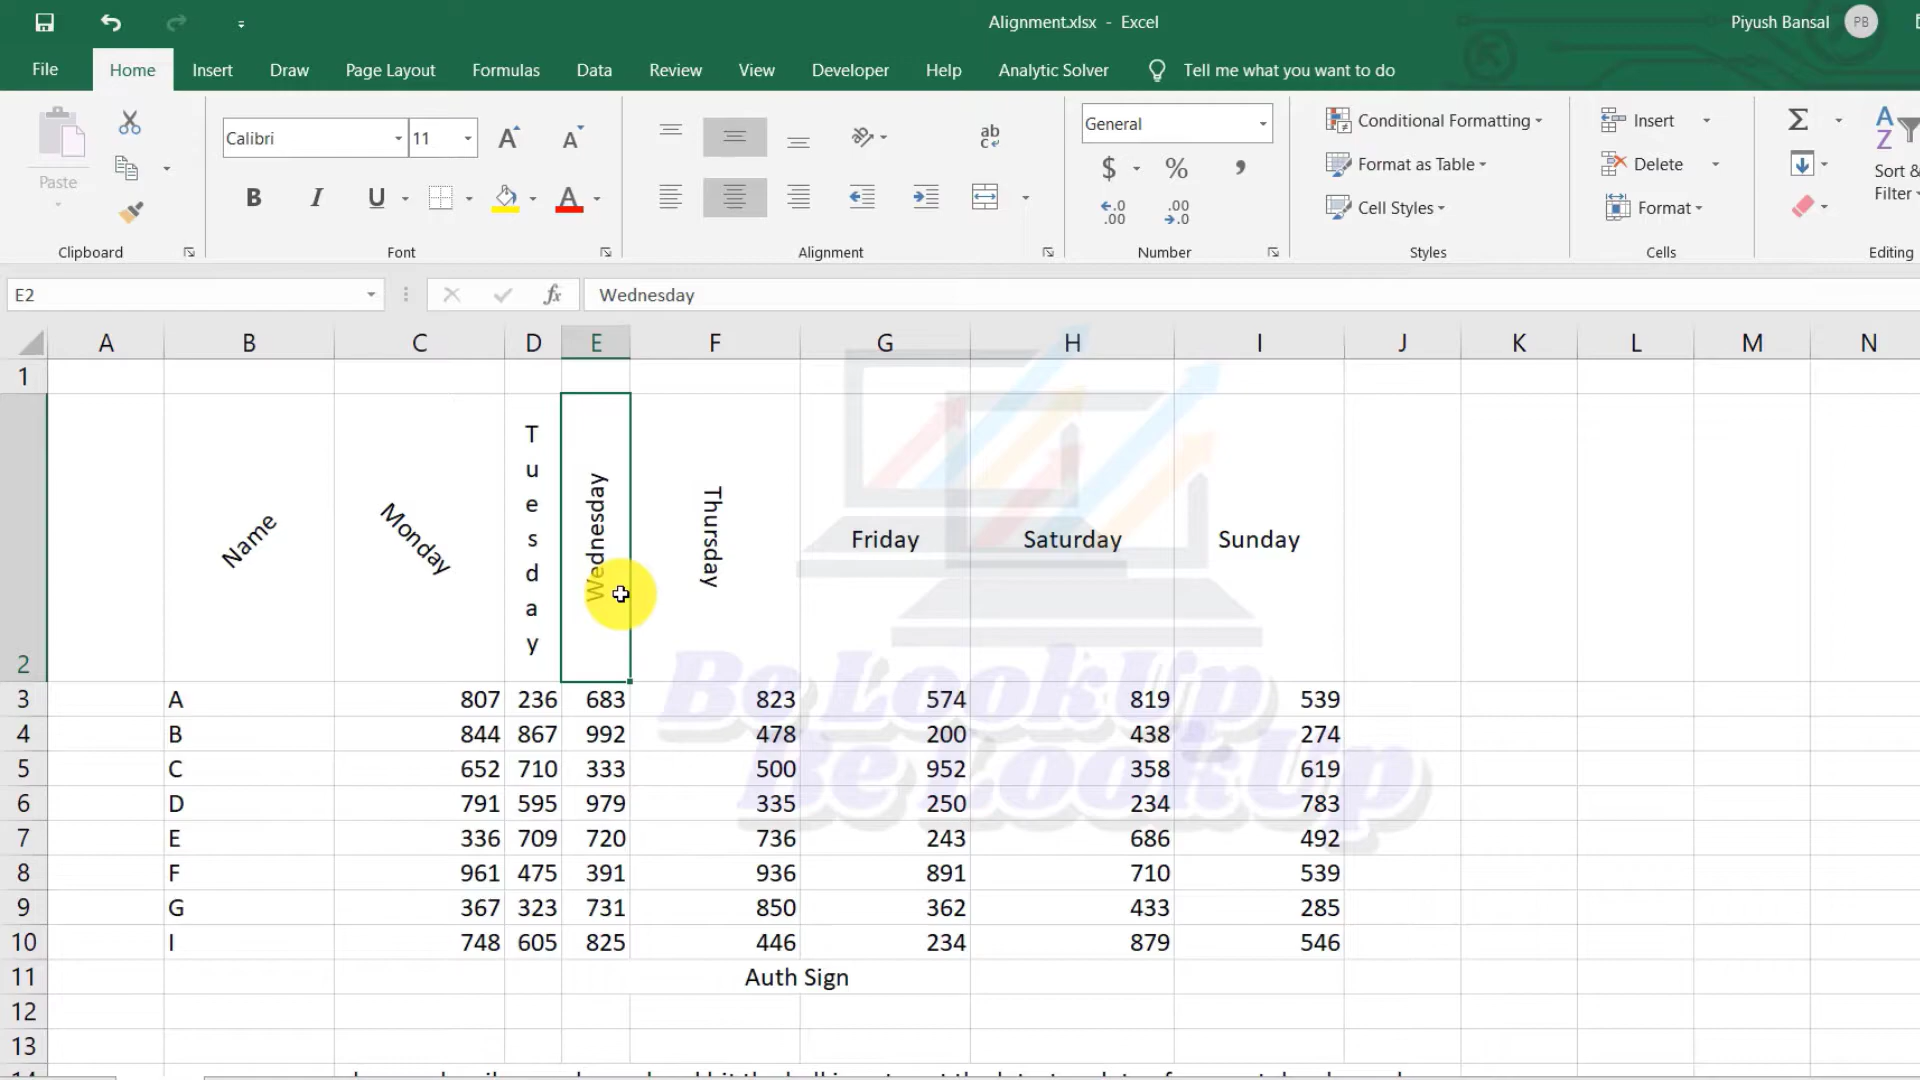 Alignment.xlsx - Excel
Piyush Bansal PB
File Home Insert Draw Page Layout Formulas Data Review View Developer Help Analytic Solver Tell me what you want to do
Paste
Calibri 11
B I U A
ab
General
$ % ,
Conditional Formatting
Format as Table
Cell Styles
Insert
Delete
Format
Σ
Sort &
Filter
Clipboard Font Alignment Number Styles Cells Editing
E2 fx Wednesday
A B C D E F G H I J K L M N
1
2 Name Monday Tuesday Wednesday Thursday Friday Saturday Sunday
3 A 807 236 683 823 574 819 539
4 B 844 867 992 478 200 438 274
5 C 652 710 333 500 952 358 619
6 D 791 595 979 335 250 234 783
7 E 336 709 720 736 243 686 492
8 F 961 475 391 936 891 710 539
9 G 367 323 731 850 362 433 285
10 I 748 605 825 446 234 879 546
11 Auth Sign
12
13
Be LookUp
Be LookUp